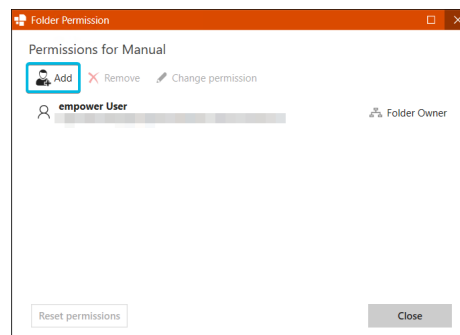 Folder Permission
Permissions for Manual
Add Remove Change permission
empower User
Folder Owner
Reset permissions Close